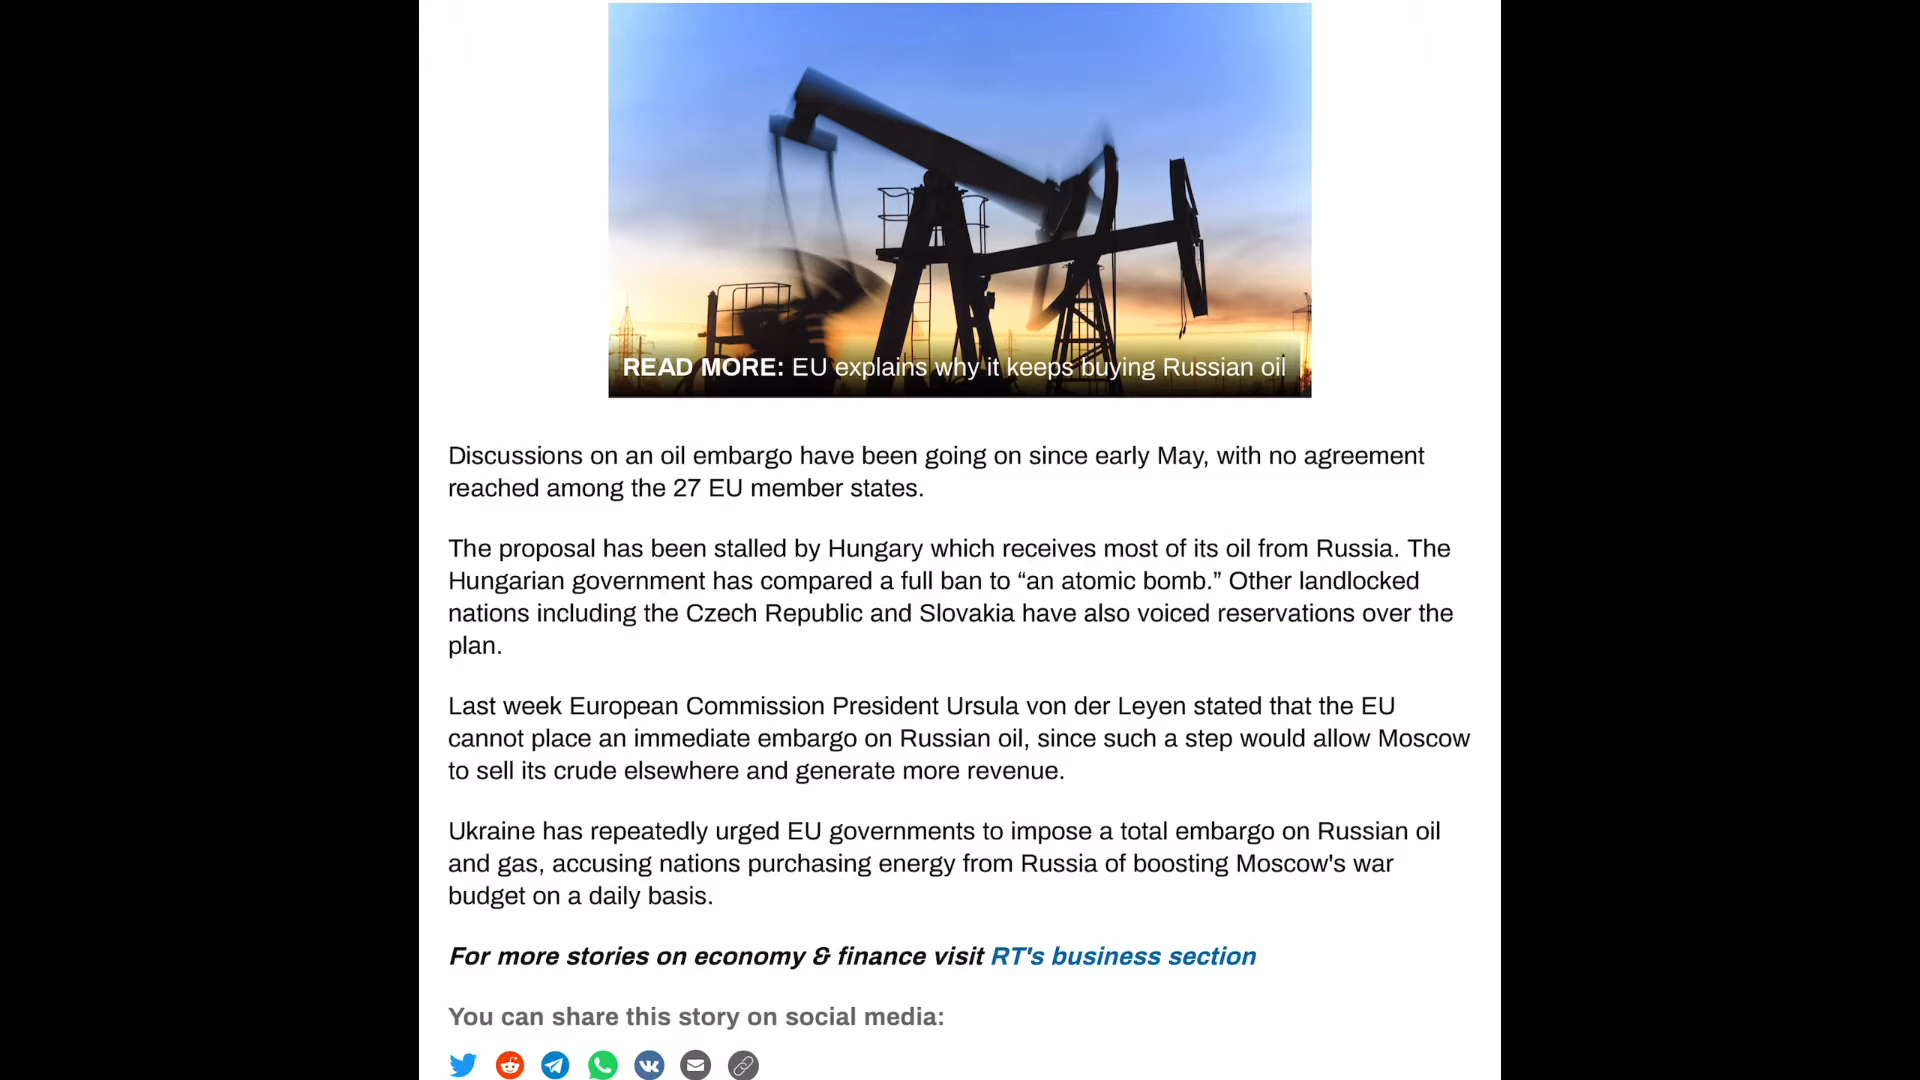 READ MORE: EU explains why it keeps buying Russian oil
Discussions on an oil embargo have been going on since early May, with no agreement
reached among the 27 EU member states.
The proposal has been stalled by Hungary which receives most of its oil from Russia. The
Hungarian government has compared a full ban to “an atomic bomb.” Other landlocked
nations including the Czech Republic and Slovakia have also voiced reservations over the
plan.
Last week European Commission President Ursula von der Leyen stated that the EU
cannot place an immediate embargo on Russian oil, since such a step would allow Moscow
to sell its crude elsewhere and generate more revenue.
Ukraine has repeatedly urged EU governments to impose a total embargo on Russian oil
and gas, accusing nations purchasing energy from Russia of boosting Moscow's war
budget on a daily basis.
For more stories on economy & finance visit RT's business section
You can share this story on social media: